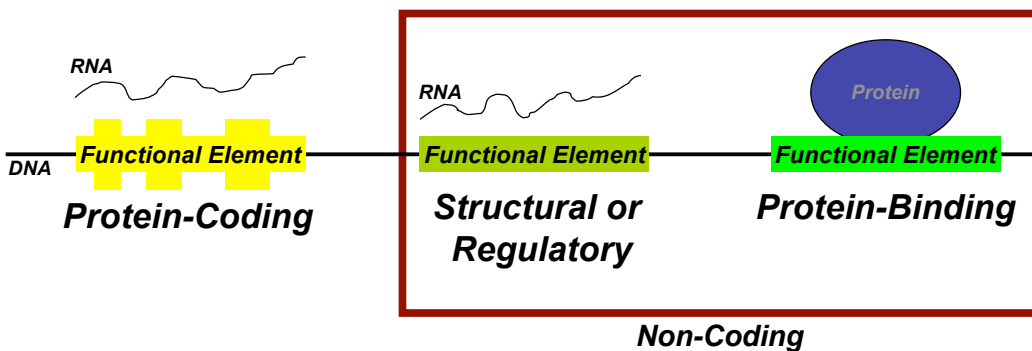 RNA
RNA
Protein
DNA
Functional Element
Functional Element
Functional Element
Protein-Coding
Structural or
Regulatory
Protein-Binding
Non-Coding